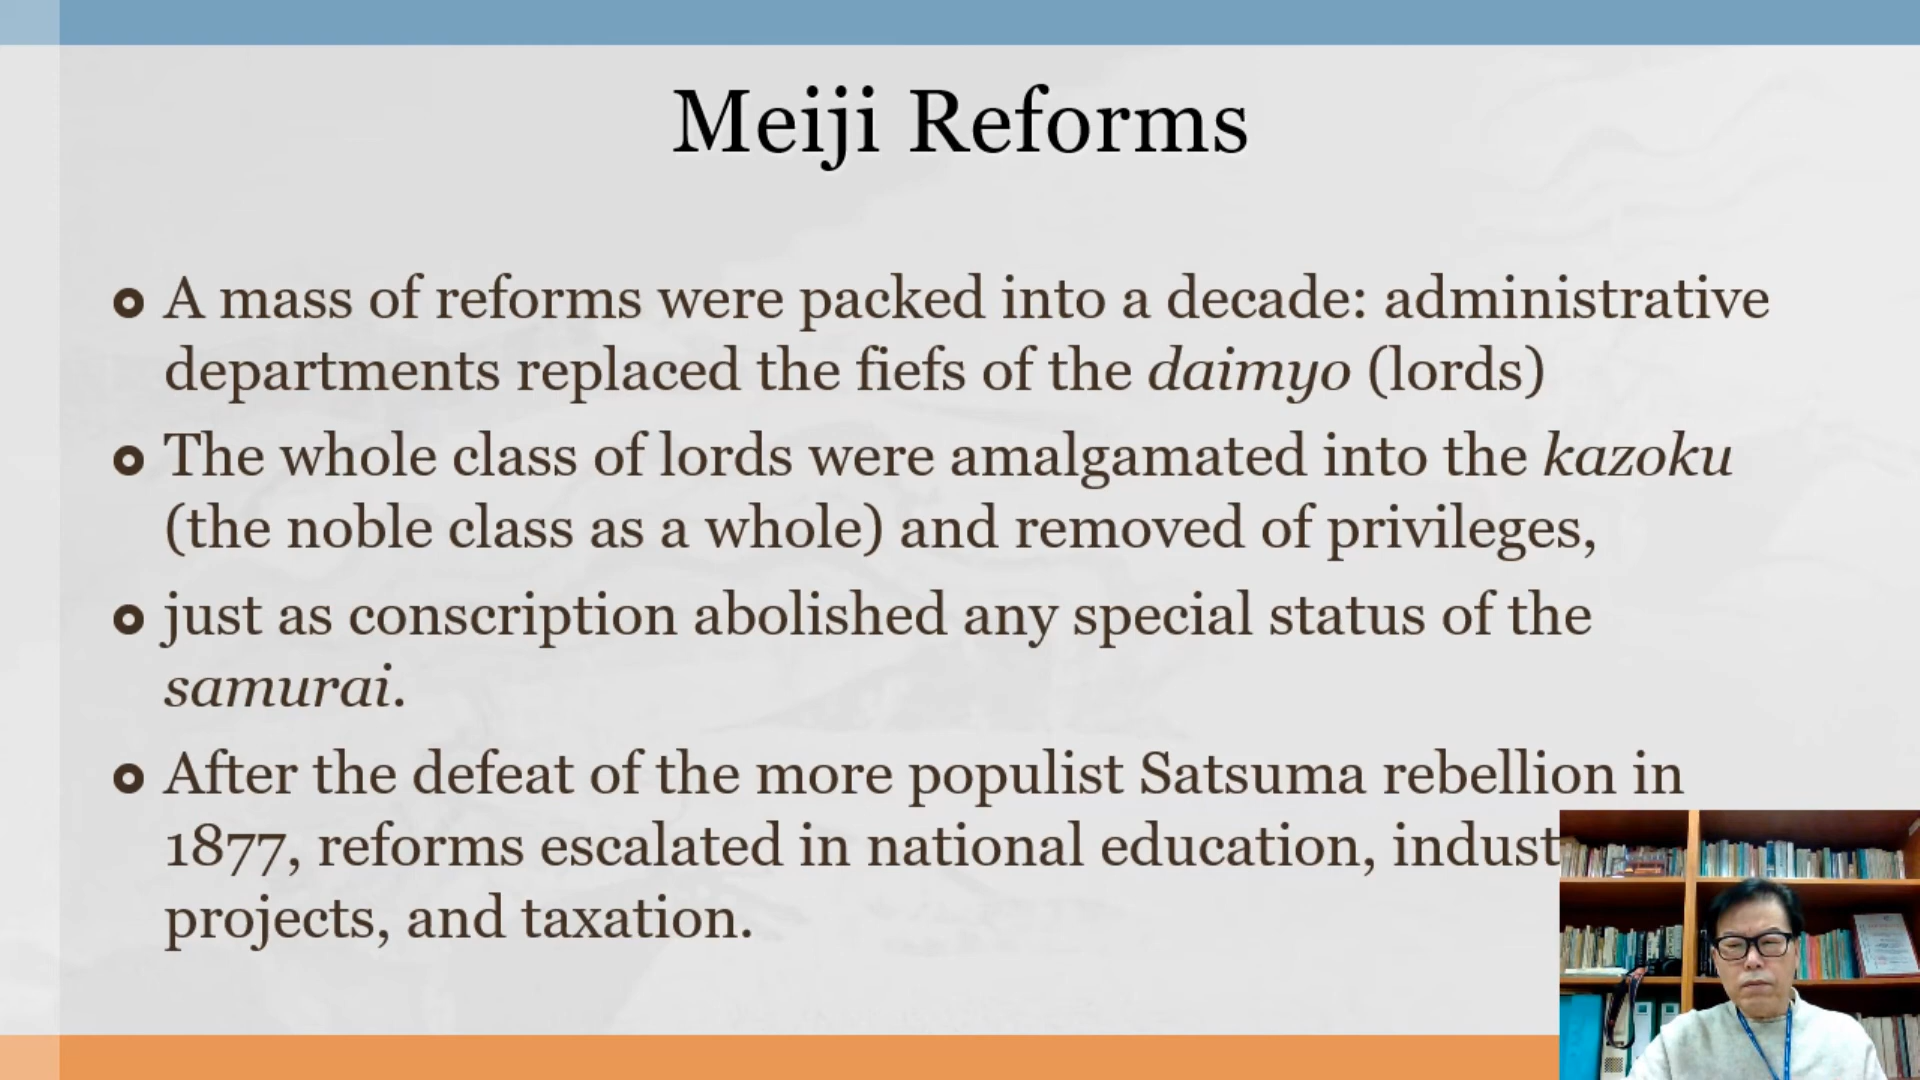 Meiji Reforms
A mass of reforms were packed into a decade: administrative
departments replaced the fiefs of the daimyo (lords)
The whole class of lords were amalgamated into the kazoku
(the noble class as a whole) and removed of privileges,
just as conscription abolished any special status of the
samurai.
After the defeat of the more populist Satsuma rebellion in
1877, reforms escalated in national education,
projects, and taxation.